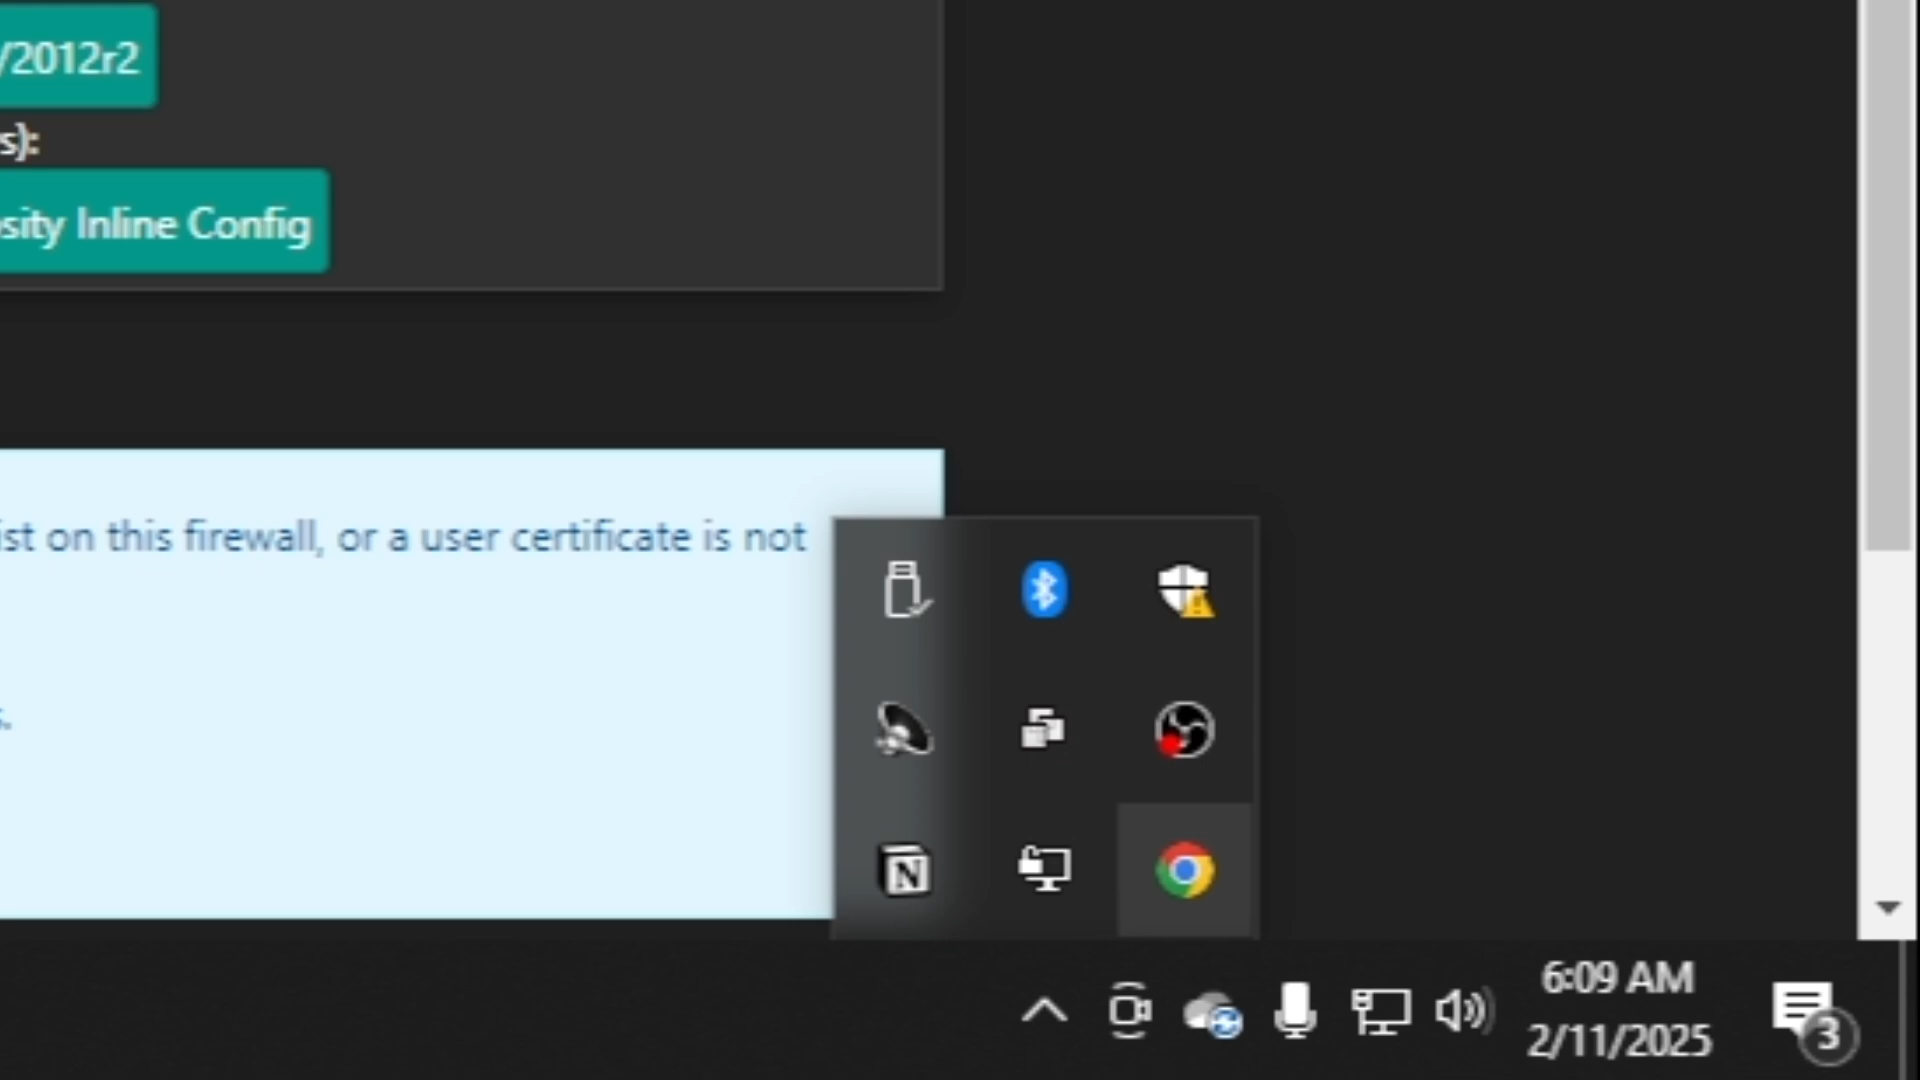 /2012r2
s):
sity Inline Config
ist on this firewall, or a user certificate is not
s.
N
6:09 AM
2/11/2025
3